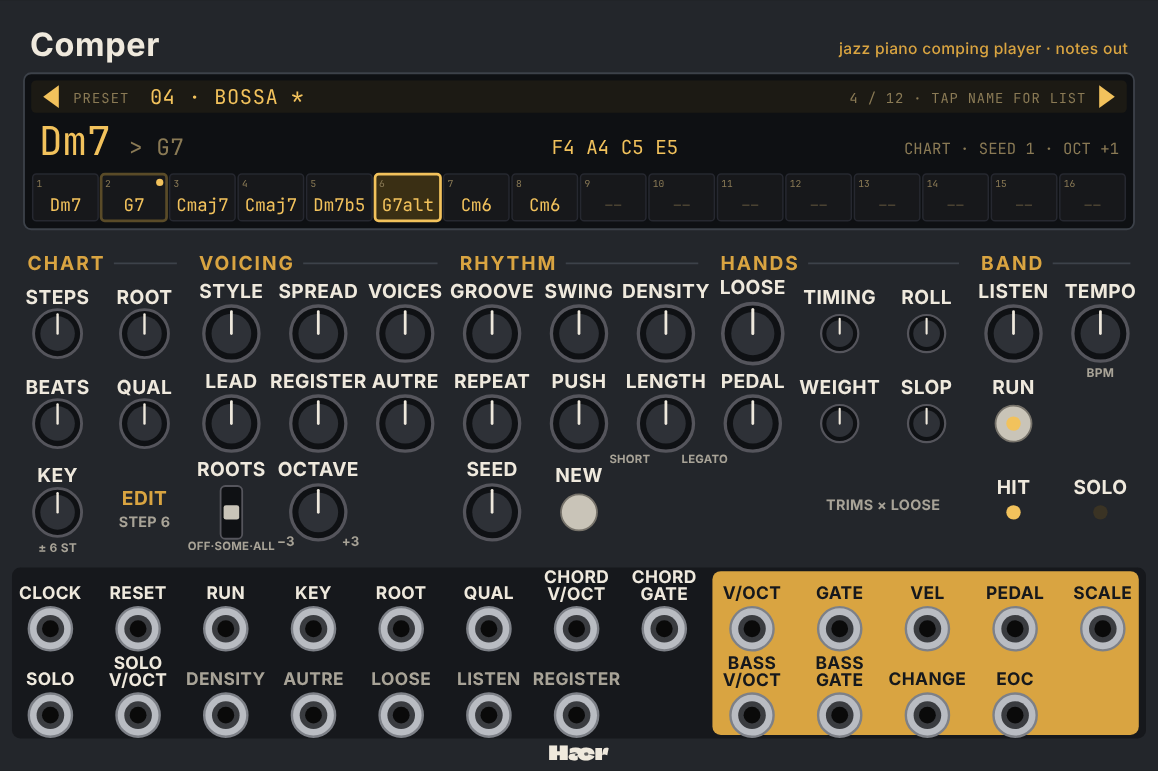 Comper
jazz piano comping player · notes out
PRESET 04 · BOSSA *
4 / 12 · TAP NAME FOR LIST
Dm7 > G7
F4 A4 C5 E5
CHART · SEED 1 · OCT +1
1 2 3 4 5 6 7 8 9 10 11 12 13 14 15 16
Dm7 G7 Cmaj7 Cmaj7 Dm7b5 G7alt Cm6 Cm6 -- -- -- -- -- -- -- --
CHART VOICING RHYTHM HANDS BAND
STEPS ROOT STYLE SPREAD VOICES GROOVE SWING DENSITY LOOSE TIMING ROLL LISTEN TEMPO
BPM
BEATS QUAL LEAD REGISTER AUTRE REPEAT PUSH LENGTH PEDAL WEIGHT SLOP RUN
SHORT LEGATO
KEY ROOTS OCTAVE SEED NEW HIT SOLO
EDIT
STEP 6
TRIMS × LOOSE
± 6 ST
OFF·SOME·ALL −3 +3
CLOCK RESET RUN KEY ROOT QUAL CHORD V/OCT CHORD GATE V/OCT GATE VEL PEDAL SCALE
SOLO SOLO V/OCT DENSITY AUTRE LOOSE LISTEN REGISTER BASS V/OCT BASS GATE CHANGE EOC
Hær